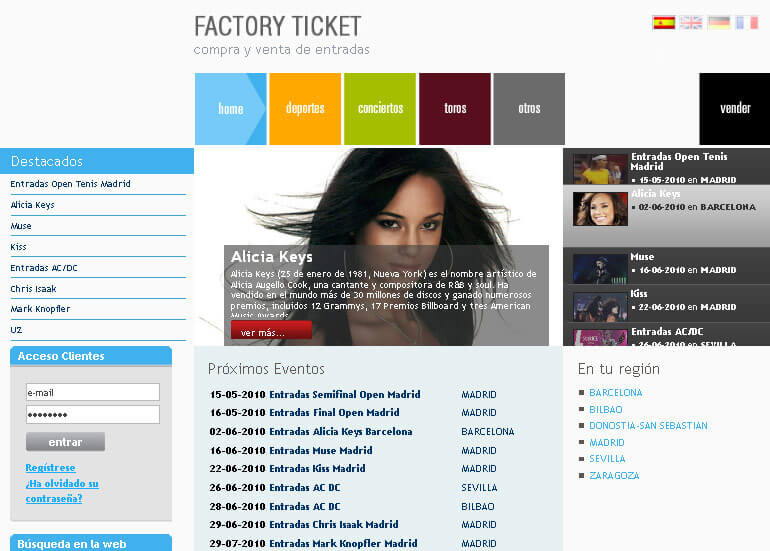 FACTORY TICKET
compra y venta de entradas
home
deportes
conciertos
toros
otros
vender
Destacados
Entradas Open Tenis Madrid
Alicia Keys
Muse
Kiss
Entradas AC/DC
Chris Isaak
Mark Knopfler
U2
Alicia Keys
Alicia Keys (25 de enero de 1981, Nueva York) es el nombre artístico de
Alicia Augello Cook, una cantante y compositora de R&B y soul. Ha
vendido en el mundo más de 30 millones de discos y ganado numerosos
premios, incluidos 12 Grammys, 17 Premios Billboard y tres American
Music Awards
ver más...
Entradas Open Tenis
Madrid
15-05-2010 en MADRID
Alicia Keys
02-06-2010 en BARCELONA
Muse
16-06-2010 en MADRID
Kiss
22-06-2010 en MADRID
Entradas AC/DC
26-06-2010 en SEVILLA
Acceso Clientes
e-mail
••••••••
entrar
Regístrese
¿Ha olvidado su
contraseña?
Búsqueda en la web
Próximos Eventos
15-05-2010 Entradas Semifinal Open Madrid MADRID
16-05-2010 Entradas Final Open Madrid MADRID
02-06-2010 Entradas Alicia Keys Barcelona BARCELONA
16-06-2010 Entradas Muse Madrid MADRID
22-06-2010 Entradas Kiss Madrid MADRID
26-06-2010 Entradas AC DC SEVILLA
28-06-2010 Entradas AC DC BILBAO
29-06-2010 Entradas Chris Isaak Madrid MADRID
29-07-2010 Entradas Mark Knopfler Madrid MADRID
En tu región
BARCELONA
BILBAO
DONOSTIA-SAN SEBASTIAN
MADRID
SEVILLA
ZARAGOZA